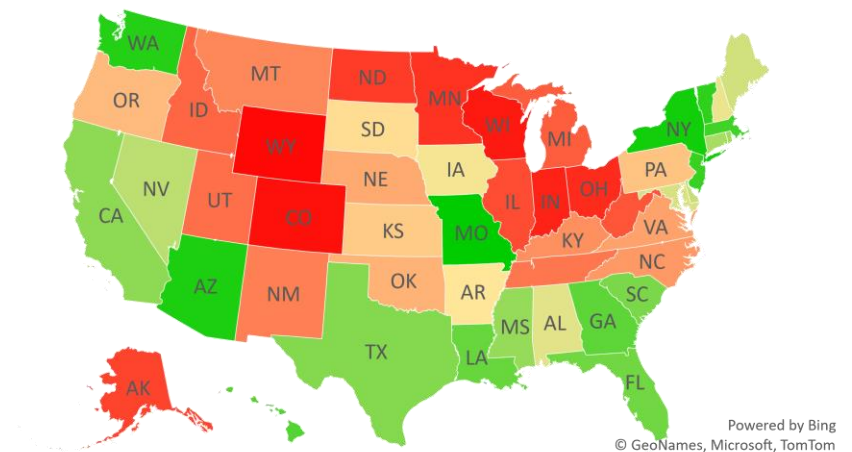 WA
MT
ND
MN
OR
ID
WI
MI
NY
SD
WY
IA
PA
NE
NV
UT
IL
IN
OH
CO
CA
KS
MO
KY
VA
NC
AZ
NM
OK
AR
SC
MS
AL
GA
TX
LA
FL
AK
Powered by Bing
© GeoNames, Microsoft, TomTom